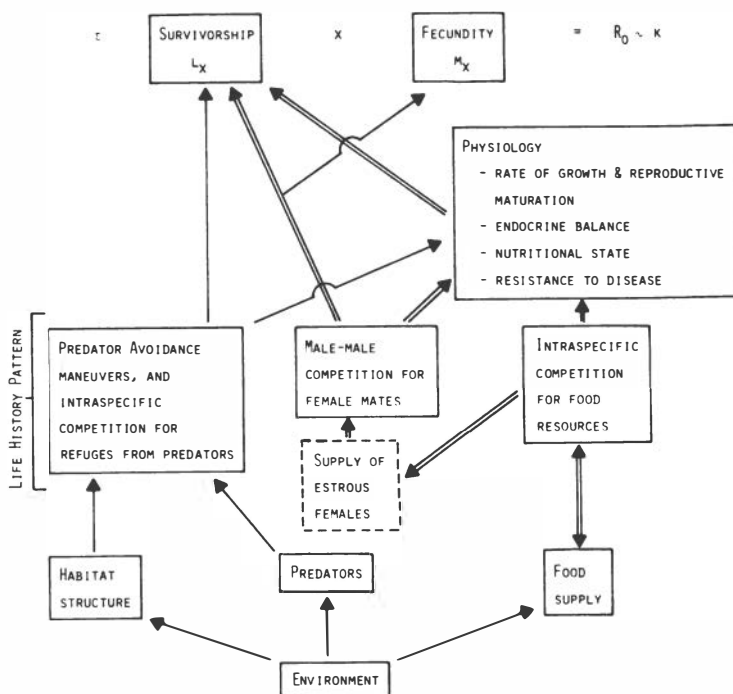 Σ SURVIVORSHIP X FECUNDITY = R₀ ~ K
Lx Mx
PHYSIOLOGY
- RATE OF GROWTH & REPRODUCTIVE
MATURATION
- ENDOCRINE BALANCE
- NUTRITIONAL STATE
- RESISTANCE TO DISEASE
LIFE HISTORY PATTERN
PREDATOR AVOIDANCE
MANEUVERS, AND
INTRASPECIFIC
COMPETITION FOR
REFUGES FROM PREDATORS
MALE-MALE
COMPETITION FOR
FEMALE MATES
INTRASPECIFIC
COMPETITION
FOR FOOD
RESOURCES
SUPPLY OF
ESTROUS
FEMALES
HABITAT
STRUCTURE
PREDATORS
FOOD
SUPPLY
ENVIRONMENT